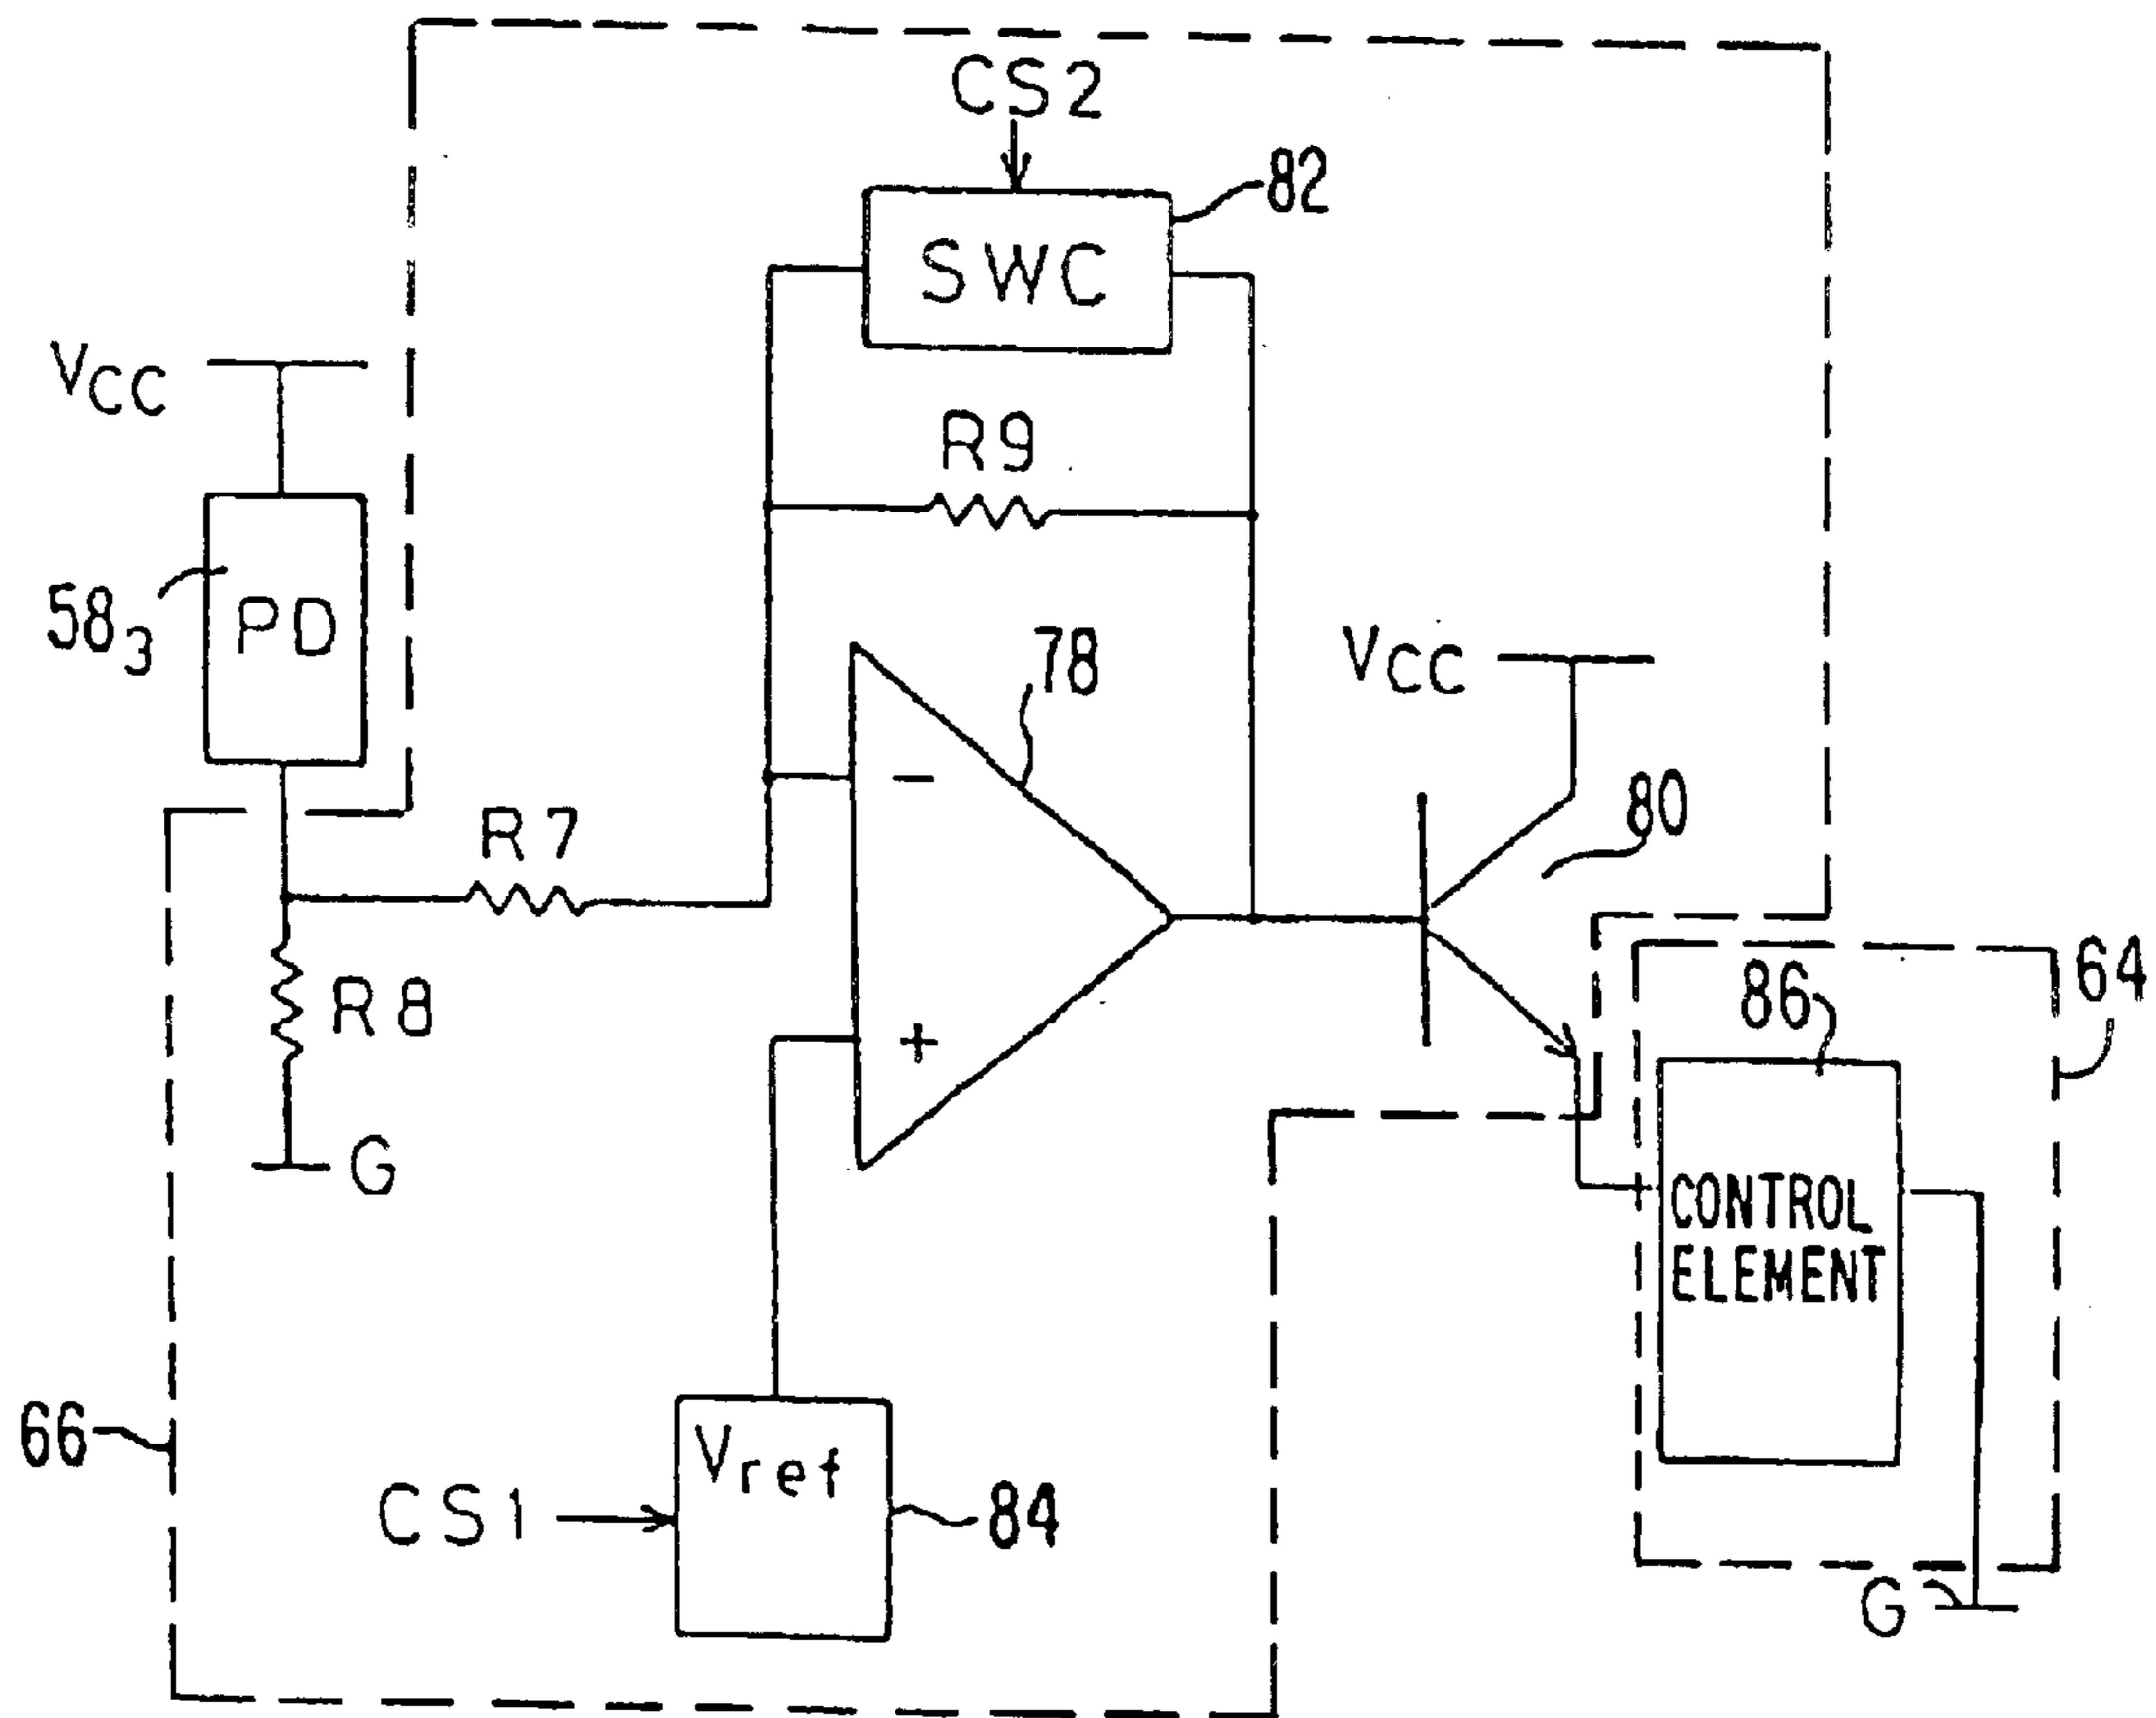 CS2
82
SWC
VCC
R9
583
PD
78
VCC
80
R7
R8
64
86
G
CONTROL
ELEMENT
66
Vref
CS1
84
G
-
+